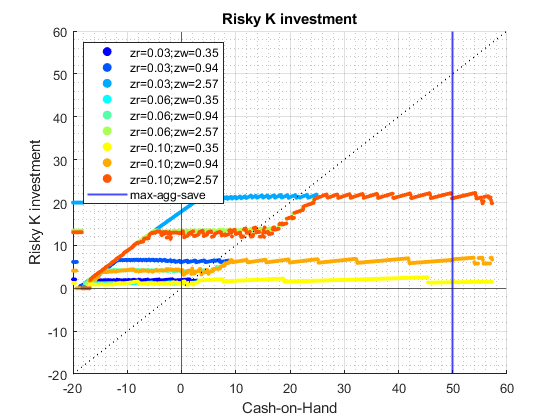 Risky K investment
60
50
40
30
20
10
0
-10
-20
Risky K investment
zr=0.03;zw=0.35
zr=0.03;zw=0.94
zr=0.03;zw=2.57
zr=0.06;zw=0.35
zr=0.06;zw=0.94
zr=0.06;zw=2.57
zr=0.10;zw=0.35
zr=0.10;zw=0.94
zr=0.10;zw=2.57
max-agg-save
-20 -10 0 10 20 30 40 50 60
Cash-on-Hand